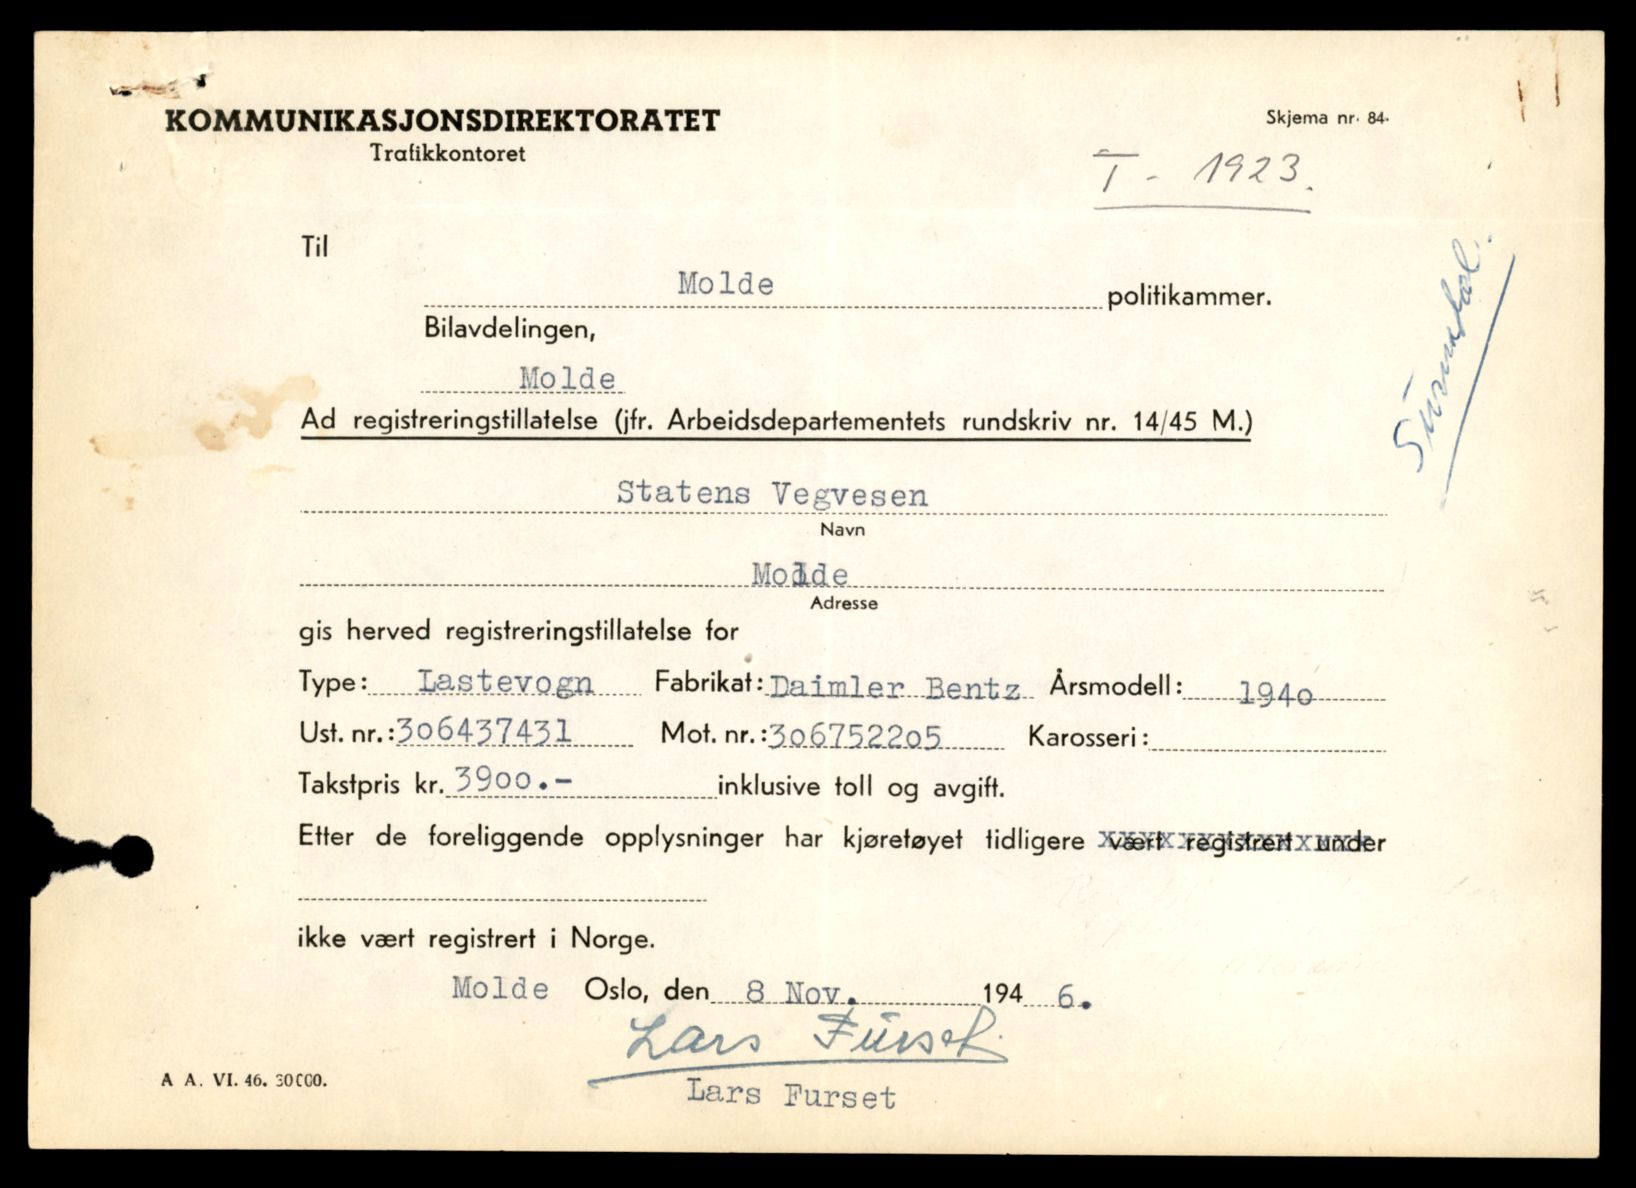 KOMMUNIKASJONSDIREKTORATET
Trafikkontoret
Skjema nr. 84.
T - 1923.
Til
Molde politikammer.
Bilavdelingen,
Molde
Surnadal.
Ad registreringstillatelse (jfr. Arbeidsdepartementets rundskriv nr. 14/45 M.)
Statens Vegvesen
Navn
Molde
Adresse
gis herved registreringstillatelse for
Type: Lastevogn Fabrikat: Daimler Bentz Årsmodell: 1940
Ust. nr.: 306437431 Mot. nr.: 306752205 Karosseri:
Takstpris kr. 3900.- inklusive toll og avgift.
Etter de foreliggende opplysninger har kjøretøyet tidligere vært registrert under
ikke vært registrert i Norge.
Molde Oslo, den 8 Nov. 194 6.
Lars Furset
Lars Furset
A A. VI. 46. 30000.